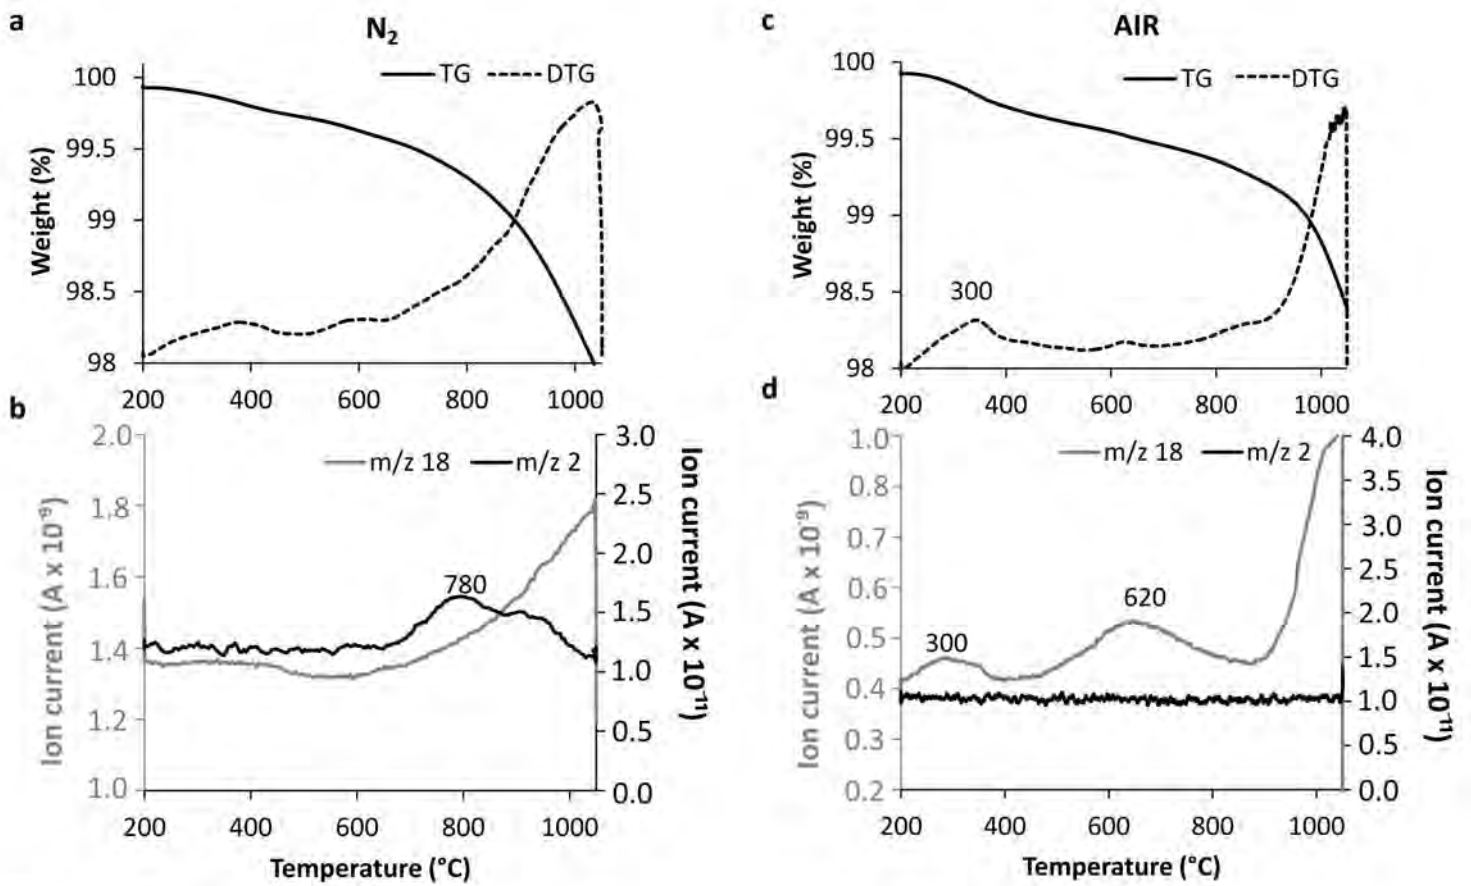 a
N2
TG DTG
100
99.5
99
98.5
98
Weight (%)
200 400 600 800 1000
b
m/z 18 m/z 2
780
2.0
1.8
1.6
1.4
1.2
1.0
Ion current (A x 10⁻⁹)
3.0
2.5
2.0
1.5
1.0
0.5
0.0
Ion current (A x 10⁻¹¹)
200 400 600 800 1000
Temperature (°C)
c
AIR
TG DTG
100
99.5
99
98.5
98
Weight (%)
300
200 400 600 800 1000
d
m/z 18 m/z 2
300
620
1.0
0.9
0.8
0.7
0.6
0.5
0.4
0.3
0.2
Ion current (A x 10⁻⁹)
4.0
3.5
3.0
2.5
2.0
1.5
1.0
0.5
0.0
Ion current (A x 10⁻¹¹)
200 400 600 800 1000
Temperature (°C)